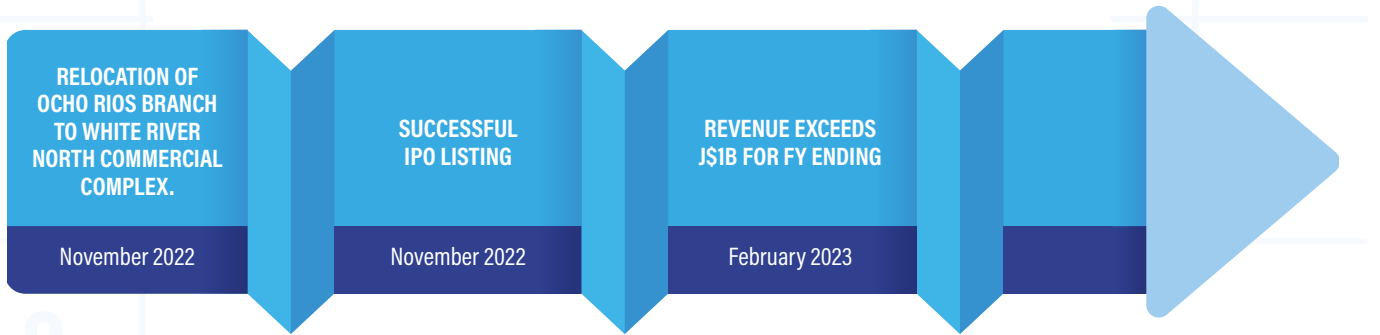 RELOCATION OF
OCHO RIOS BRANCH
TO WHITE RIVER
NORTH COMMERCIAL
COMPLEX.
November 2022
SUCCESSFUL
IPO LISTING
November 2022
REVENUE EXCEEDS
J$1B FOR FY ENDING
February 2023